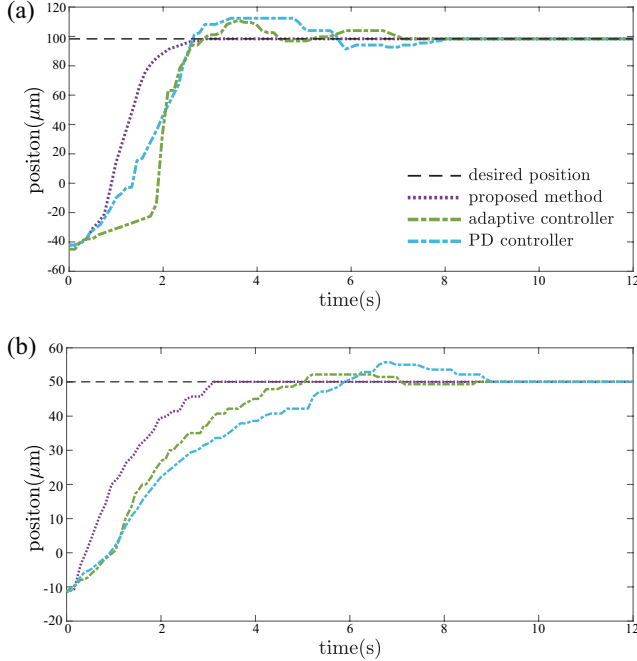 (a)
120
100
80
60
40
20
0
-20
-40
-60
positon(μm)
0 2 4 6 8 10 12
time(s)
desired position
proposed method
adaptive controller
PD controller
(b)
60
50
40
30
20
10
0
-10
-20
positon(μm)
0 2 4 6 8 10 12
time(s)